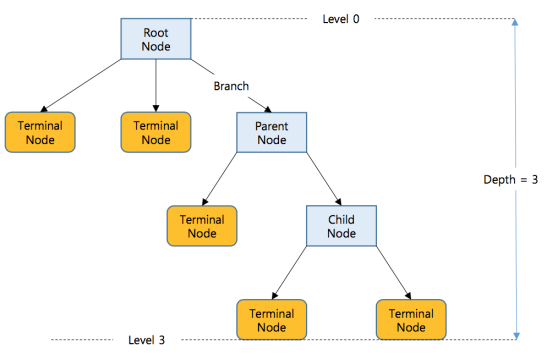 Level 0
Root
Node
Branch
Terminal
Node
Terminal
Node
Parent
Node
Depth = 3
Terminal
Node
Child
Node
Terminal
Node
Terminal
Node
Level 3